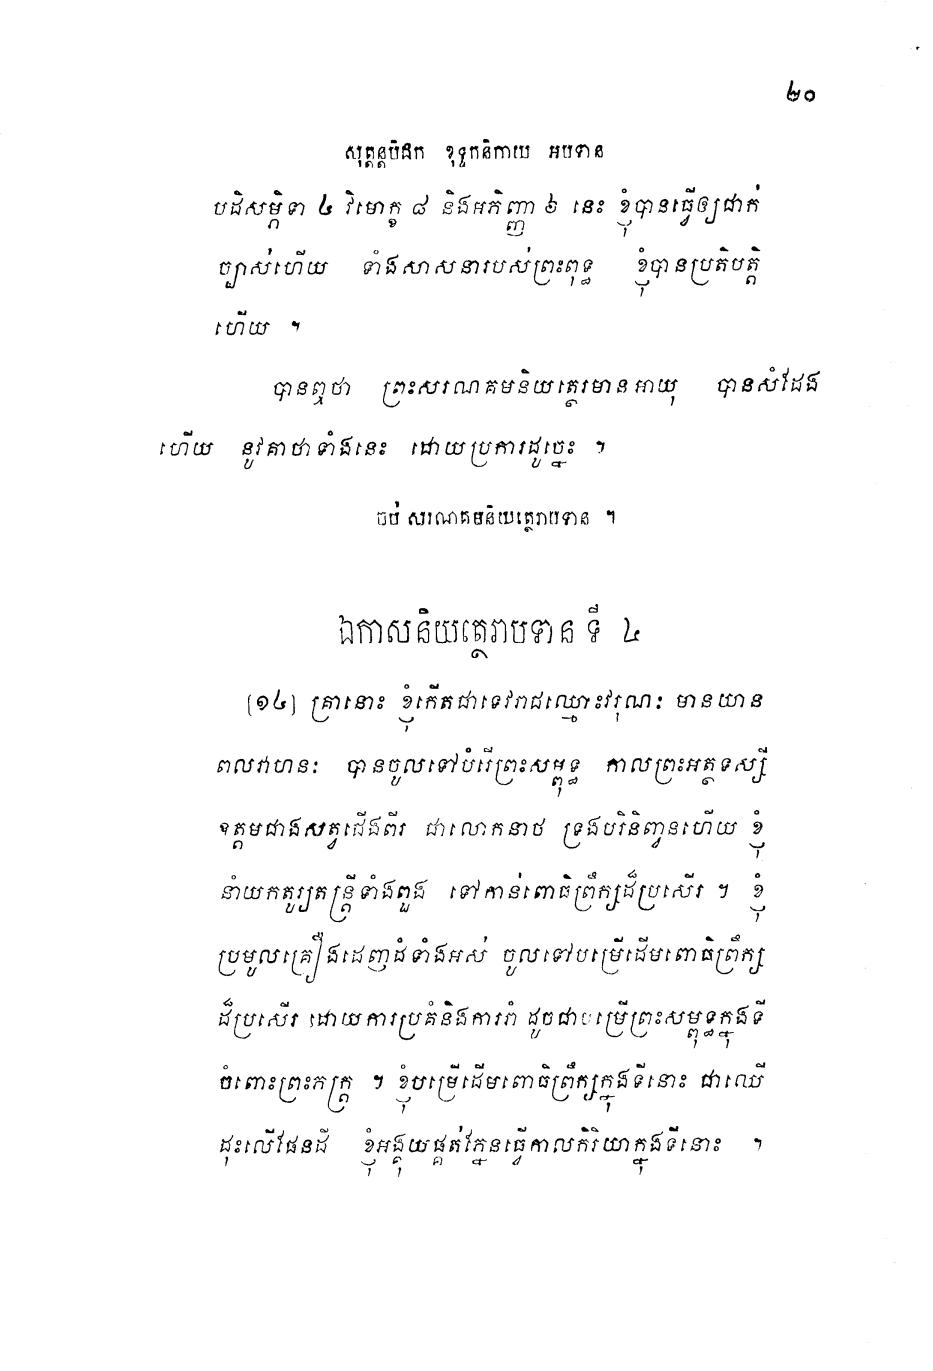 ២០
សុត្តន្តបិដក ខុទ្ទកនិកាយ អបទាន
បដិសម្ភិទា ៤ វិមោក្ខ ៨ និងអភិញ្ញា ៦ នេះ ខ្ញុំបានធ្វើឲ្យជាក់
ច្បាស់ហើយ ទាំងសាសនារបស់ព្រះពុទ្ធ ខ្ញុំបានប្រតិបត្តិ
ហើយ ។
បានឮថា ព្រះសរណគមនិយត្ថេរមានអាយុ បានសំដែង
ហើយ នូវគាថាទាំងនេះ ដោយប្រការដូច្នេះ ។
ចប់ សរណគមនិយត្ថេរាបទាន ។
ឯកាសនិយត្ថេរាបទាន ទី ៤
[១៤] គ្រានោះ ខ្ញុំកើតជាទេវរាជឈ្មោះវរុណៈ មានយាន
ពលវាហនៈ បានចូលទៅបំរើព្រះសម្ពុទ្ធ កាលព្រះអត្ថទស្សី
ឧត្តមជាងសត្វជើងពីរ ជាលោកនាថ ទ្រង់បរិនិព្វានហើយ ខ្ញុំ
នាំយកតូរ្យតន្ត្រីទាំងពួង ទៅកាន់ពោធិព្រឹក្សដ៏ប្រសើរ ។ ខ្ញុំ
ប្រមូលគ្រឿងដេញដំទាំងអស់ ចូលទៅបម្រើដើមពោធិព្រឹក្ស
ដ៏ប្រសើរ ដោយការប្រគំនិងការរាំ ដូចជាបម្រើព្រះសម្ពុទ្ធក្នុងទី
ចំពោះព្រះភក្ត្រ ។ ខ្ញុំបម្រើដើមពោធិព្រឹក្សក្នុងទីនោះ ជាឈើ
ដុះលើផែនដី ខ្ញុំអង្គុយផ្គត់ភ្នែនធ្វើកាលកិរិយាក្នុងទីនោះ ។